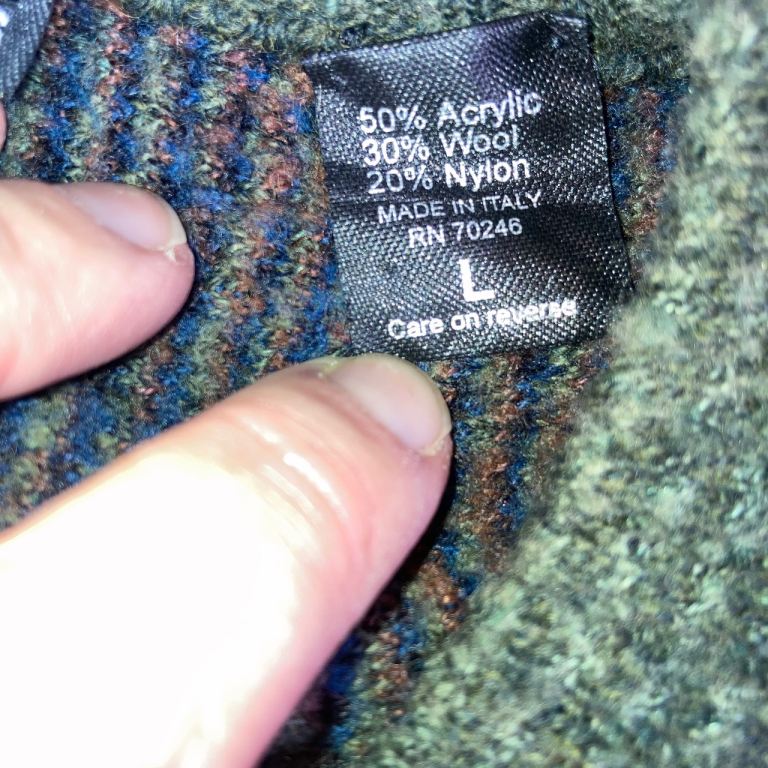 50% Acrylic
30% Wool
20% Nylon
MADE IN ITALY
RN 70246
L
Care on reverse